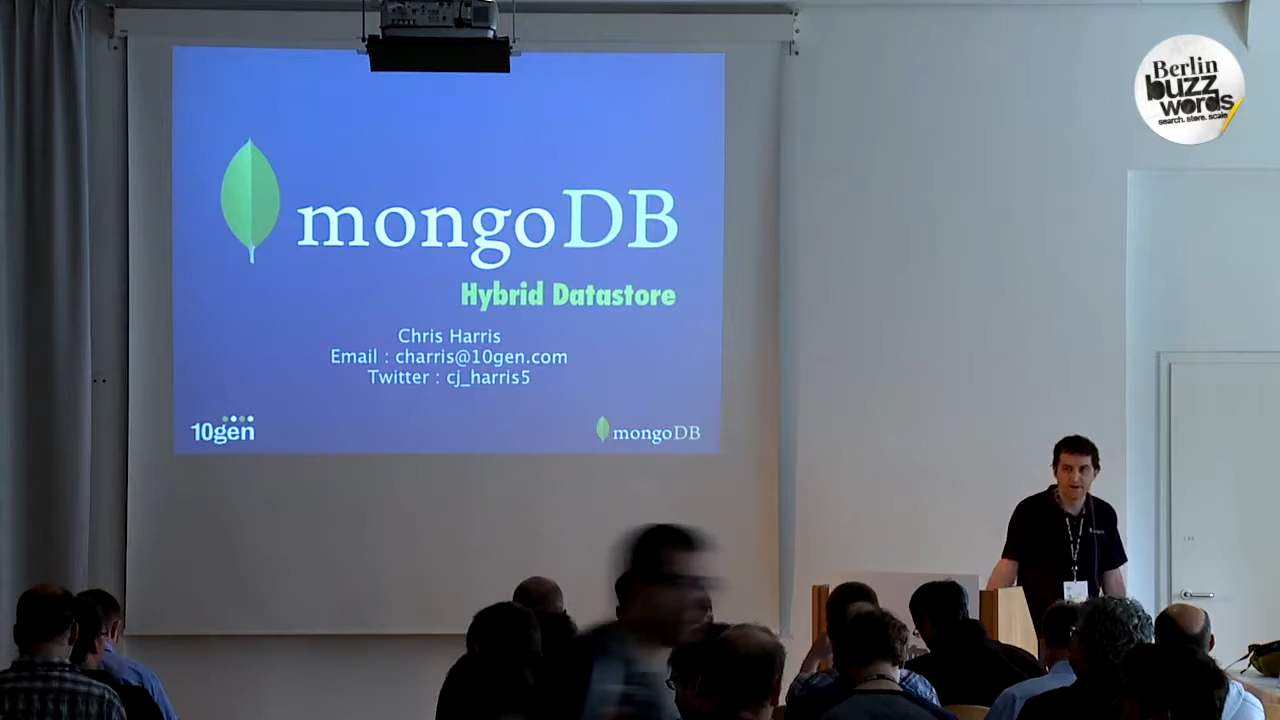 Berlin
buzz
words
search. store. scale
mongoDB
Hybrid Datastore
Chris Harris
Email : charris@10gen.com
Twitter : cj_harris5
10gen
mongoDB